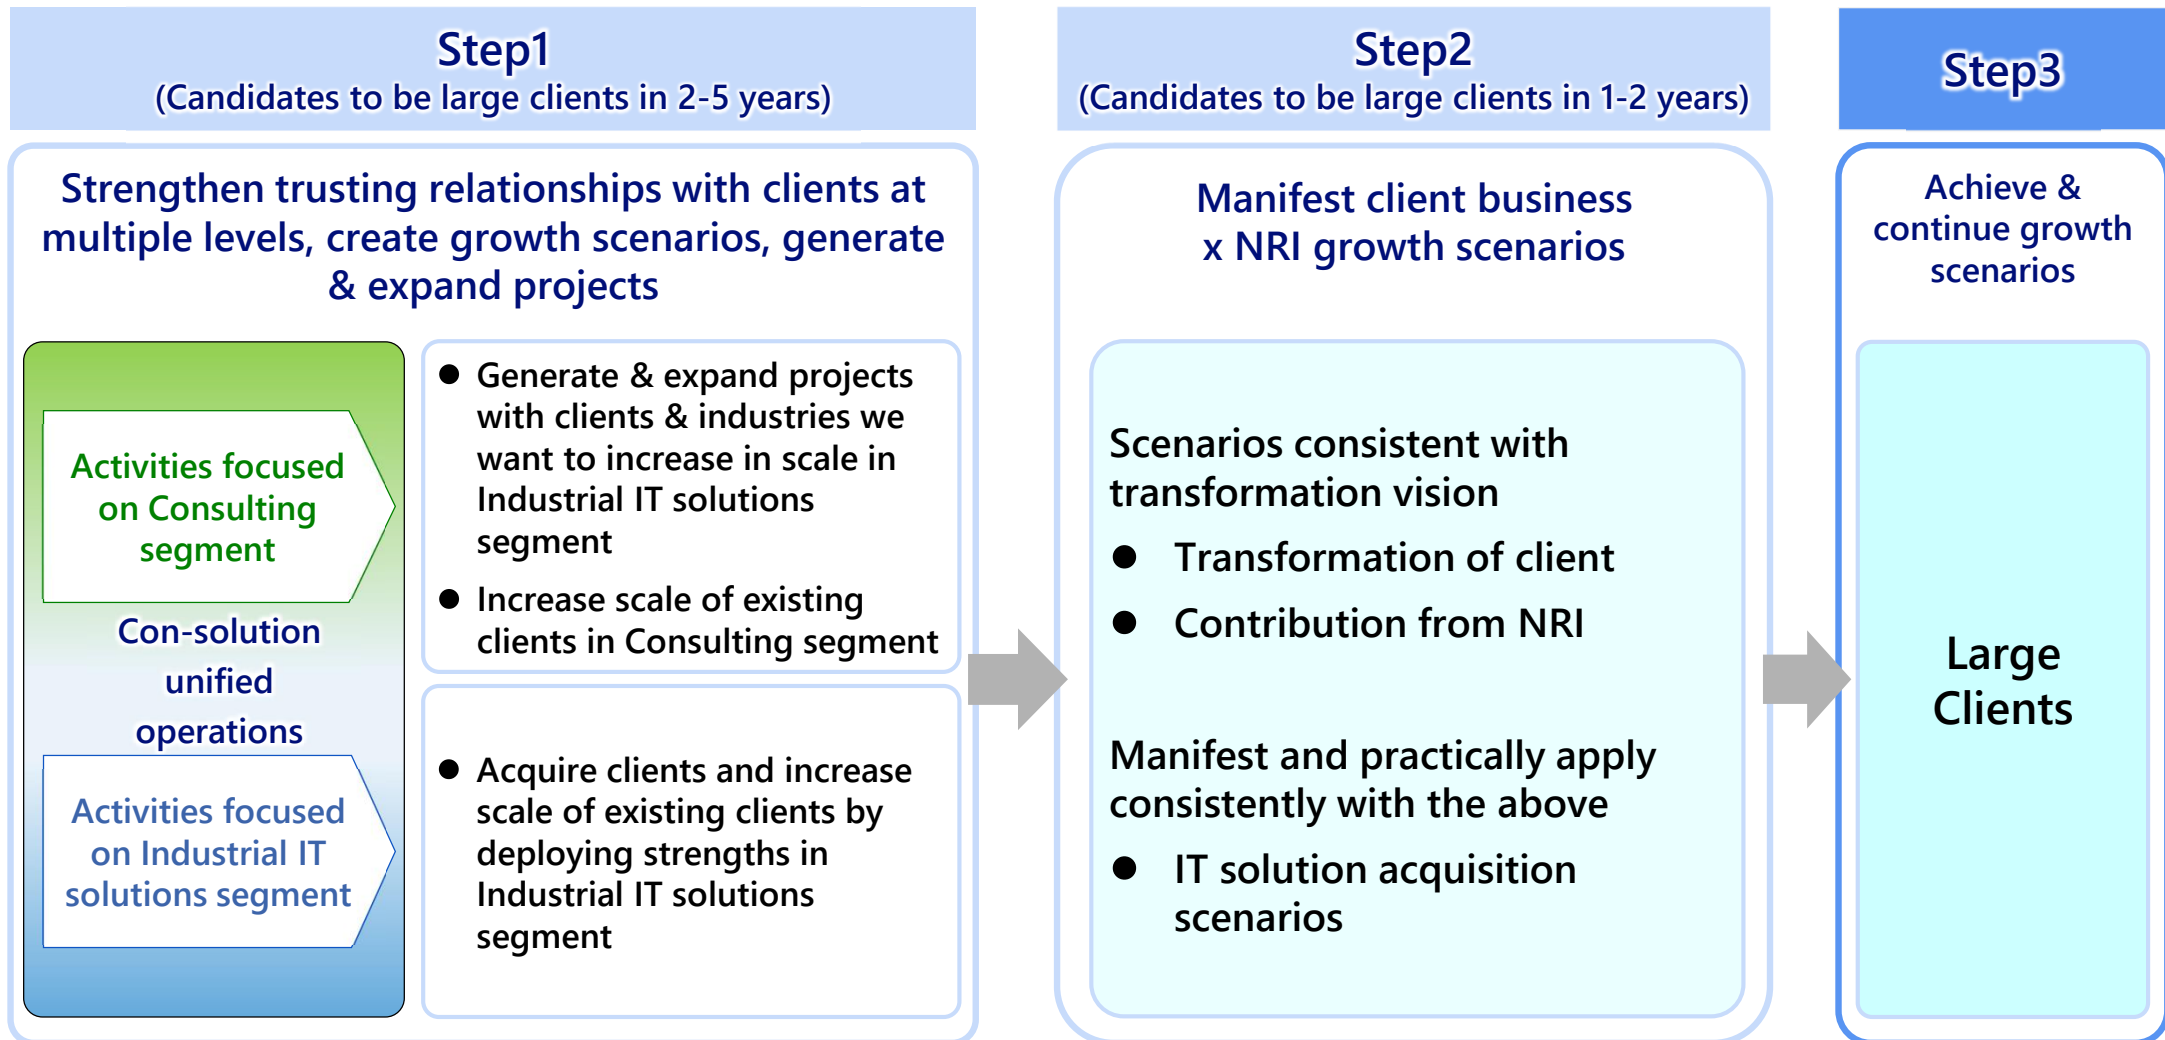 Step1
(Candidates to be large clients in 2-5 years)
Strengthen trusting relationships with clients at
multiple levels, create growth scenarios, generate
& expand projects
Activities focused
on Consulting
segment
Con-solution
unified
operations
Activities focused
on Industrial IT
solutions segment
● Generate & expand projects
with clients & industries we
want to increase in scale in
Industrial IT solutions
segment
● Increase scale of existing
clients in Consulting segment
● Acquire clients and increase
scale of existing clients by
deploying strengths in
Industrial IT solutions
segment
Step2
(Candidates to be large clients in 1-2 years)
Manifest client business
x NRI growth scenarios
Scenarios consistent with
transformation vision
● Transformation of client
● Contribution from NRI
Manifest and practically apply
consistently with the above
● IT solution acquisition
scenarios
Step3
Achieve &
continue growth
scenarios
Large
Clients